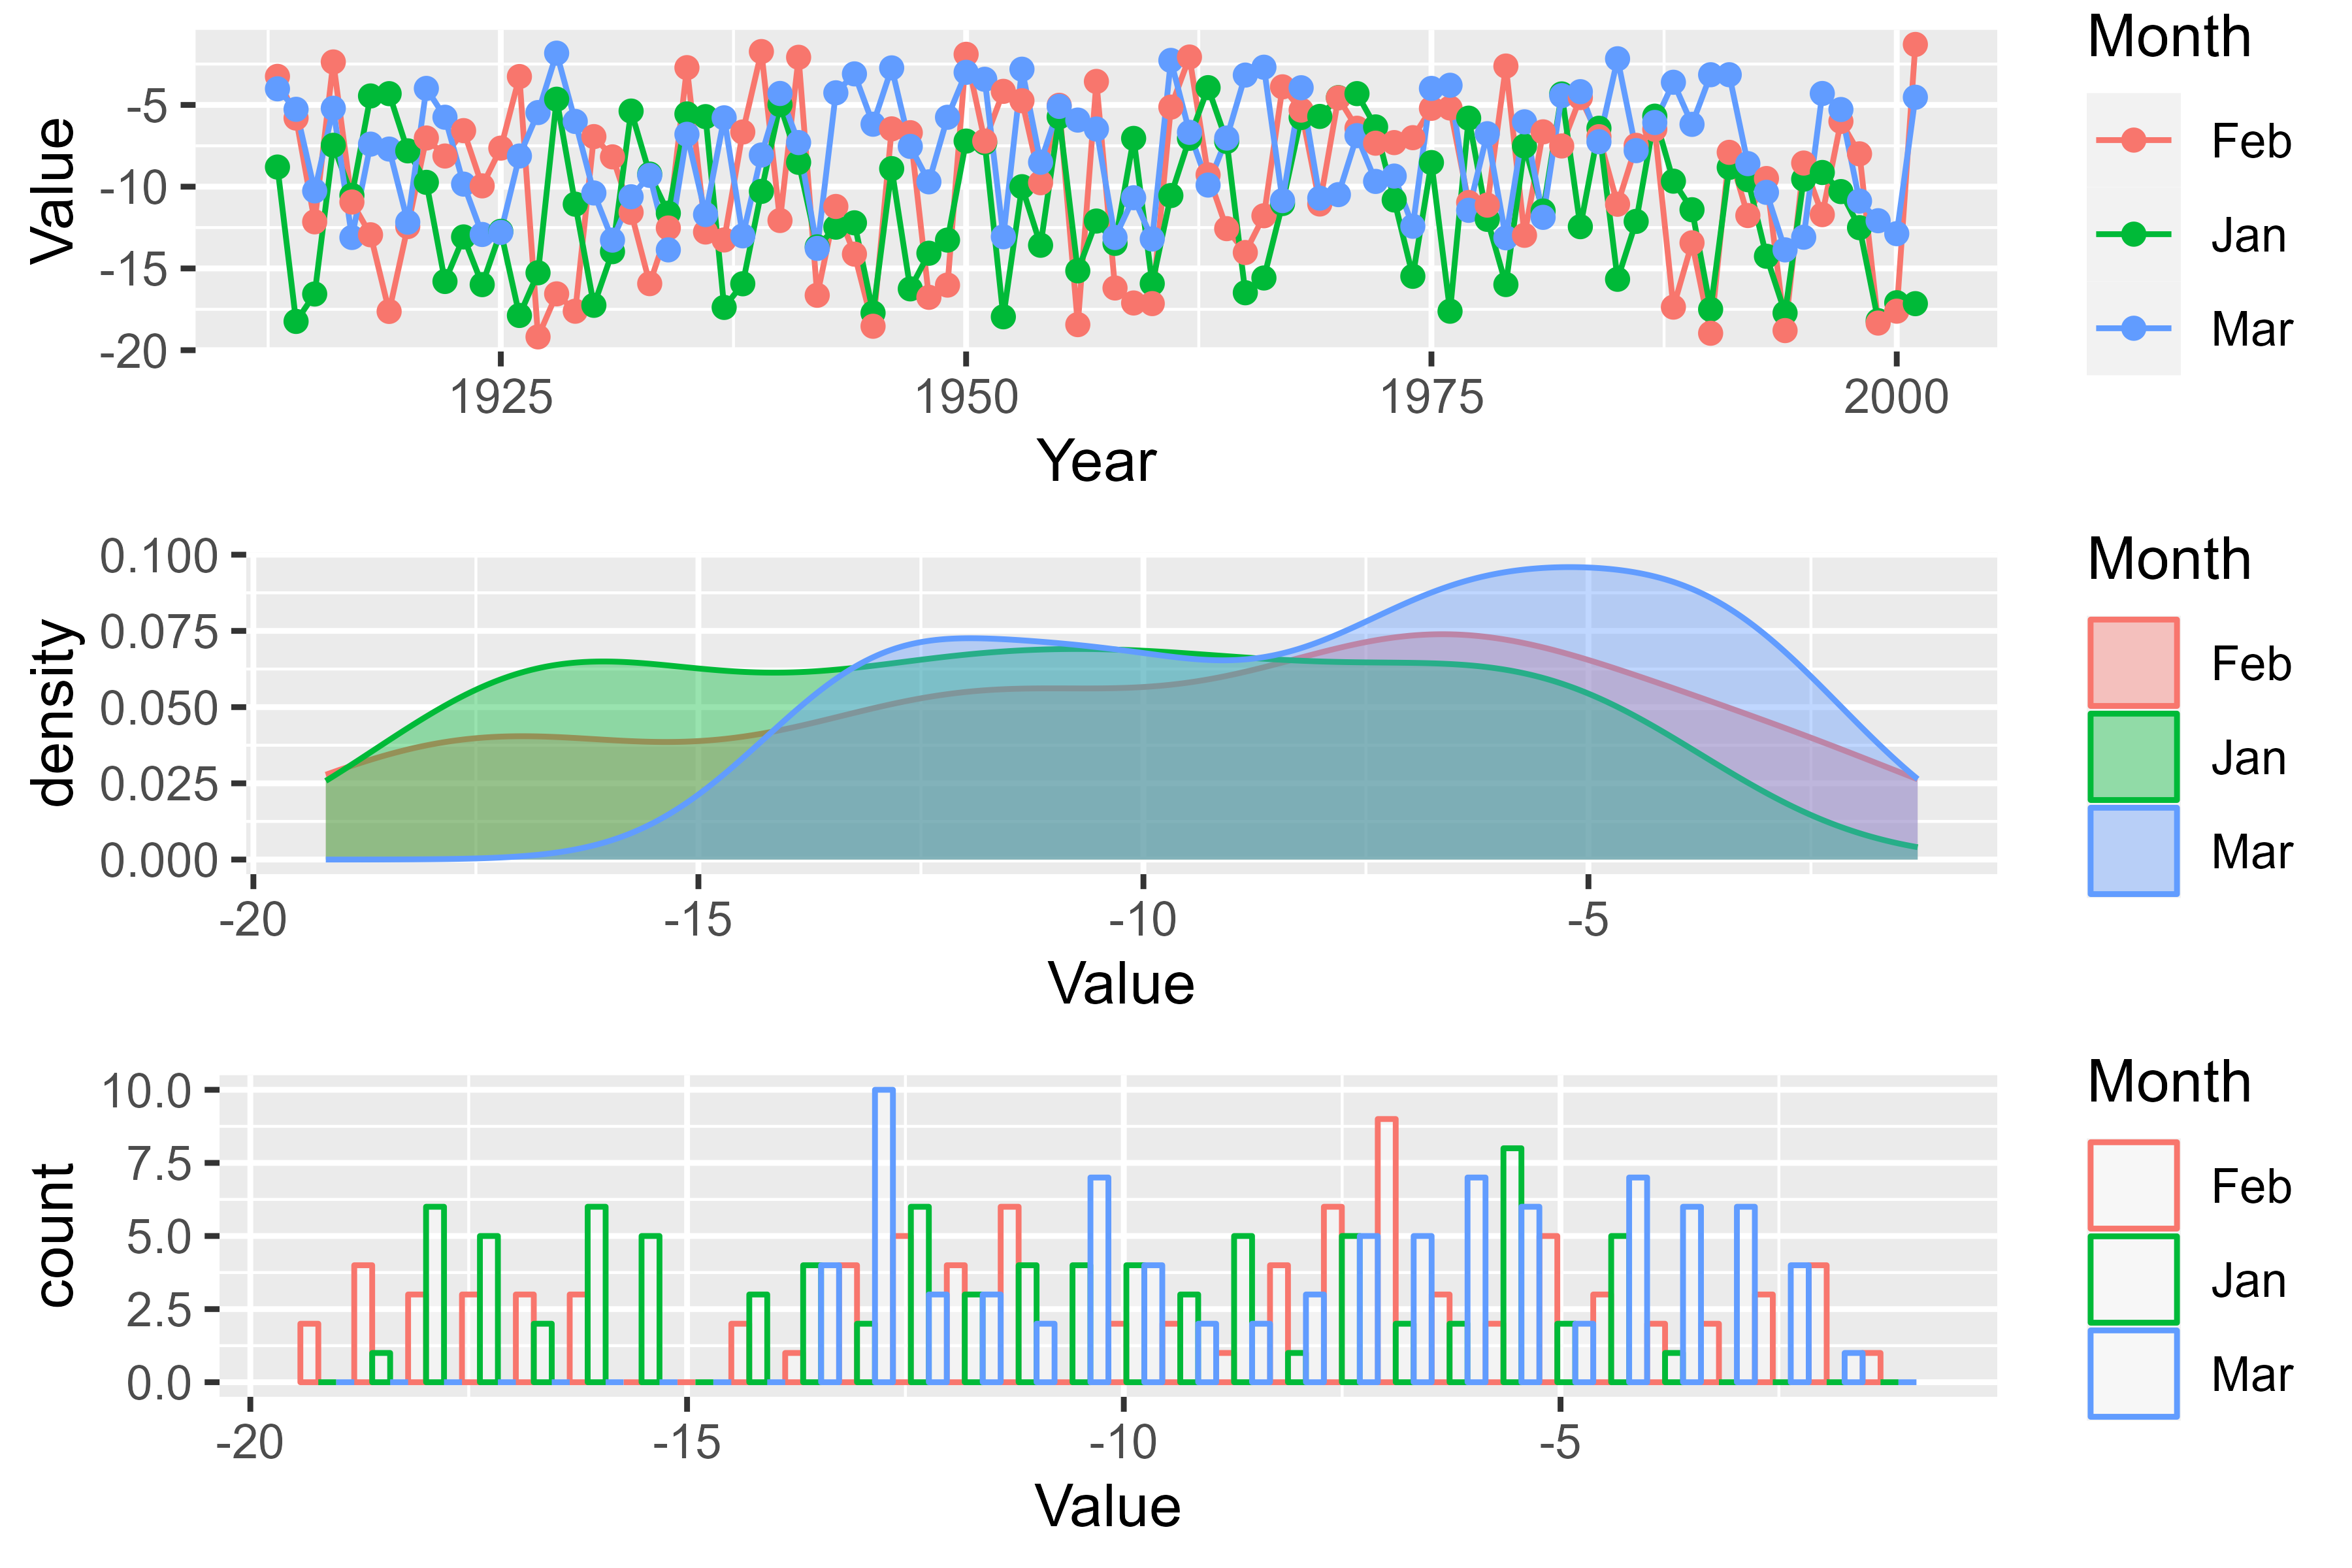 Value
-5
-10
-15
-20
1925 1950 1975 2000
Year
Month
Feb
Jan
Mar
density
0.100
0.075
0.050
0.025
0.000
-20 -15 -10 -5
Value
Month
Feb
Jan
Mar
count
10.0
7.5
5.0
2.5
0.0
-20 -15 -10 -5
Value
Month
Feb
Jan
Mar